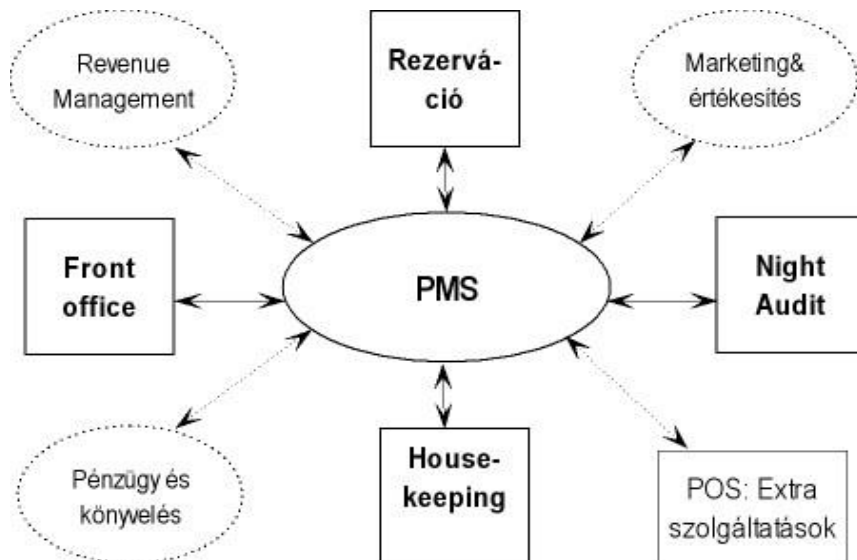 Revenue
Management
Rezervá-
ció
Marketing&
értékesítés
Front
office
PMS
Night
Audit
Pénzügy és
könyvelés
House-
keeping
POS: Extra
szolgáltatások